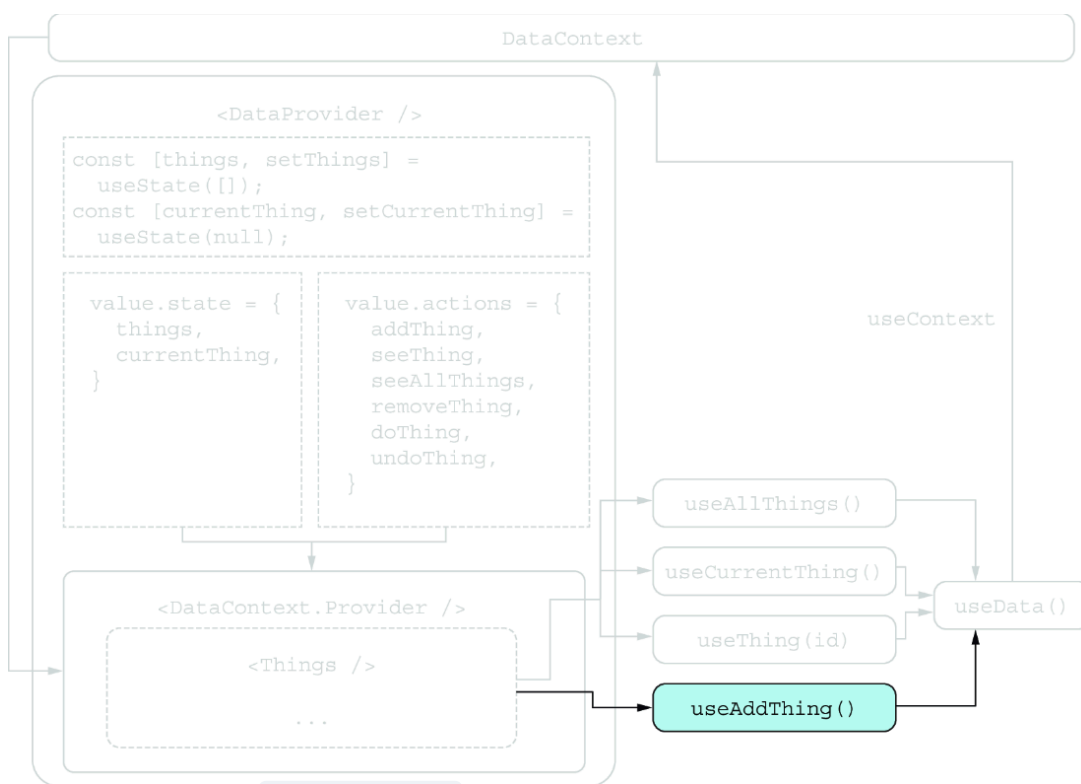 DataContext
<DataProvider />
const [things, setThings] =
useState([]);
const [currentThing, setCurrentThing] =
useState(null);
value.state = {
things,
currentThing,
}
value.actions = {
addThing,
seeThing,
seeAllThings,
removeThing,
doThing,
undoThing,
}
useContext
useAllThings()
useCurrentThing()
useThing(id)
useAddThing()
useData()
<DataContext.Provider />
<Things />
...